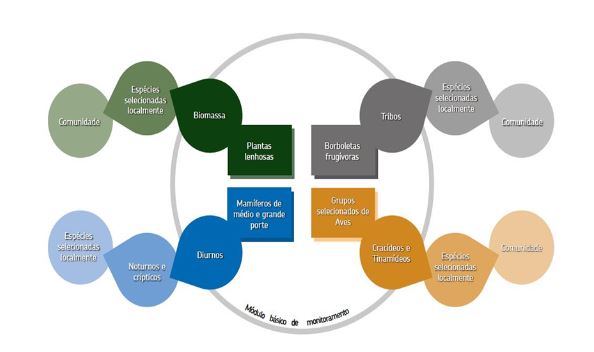 Comunidade
Espécies
selecionadas
localmente
Biomassa
Plantas
lenhosas
Borboletas
frugívoras
Tribos
Espécies
selecionadas
localmente
Comunidade
Espécies
selecionadas
localmente
Noturnos e
crípticos
Diurnos
Mamíferos de
médio e grande
porte
Grupos
selecionados de
Aves
Cracídeos e
Tinamídeos
Espécies
selecionadas
localmente
Comunidade
Módulo básico de monitoramento